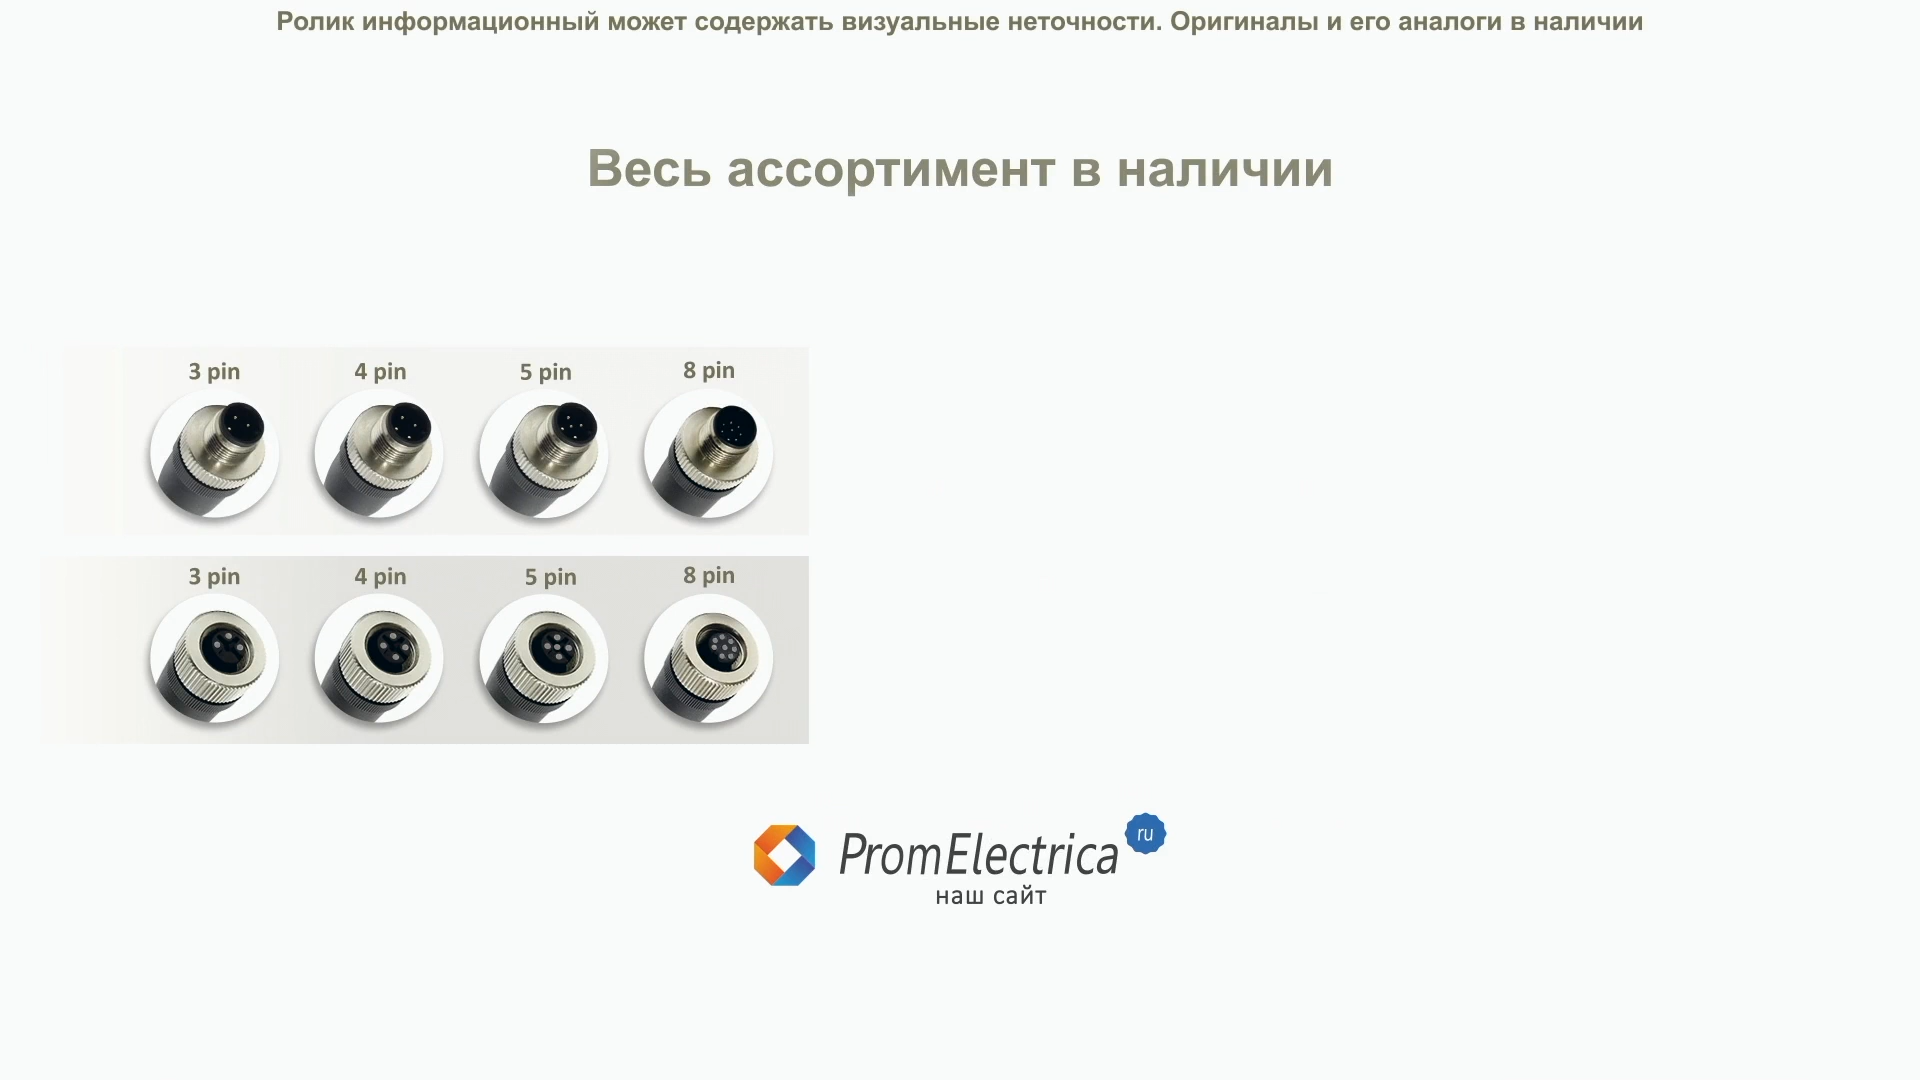 Ролик информационный может содержать визуальные неточности. Оригиналы и его аналоги в наличии
Весь ассортимент в наличии
3 pin 4 pin 5 pin 8 pin
3 pin 4 pin 5 pin 8 pin
PromElectrica ru
наш сайт